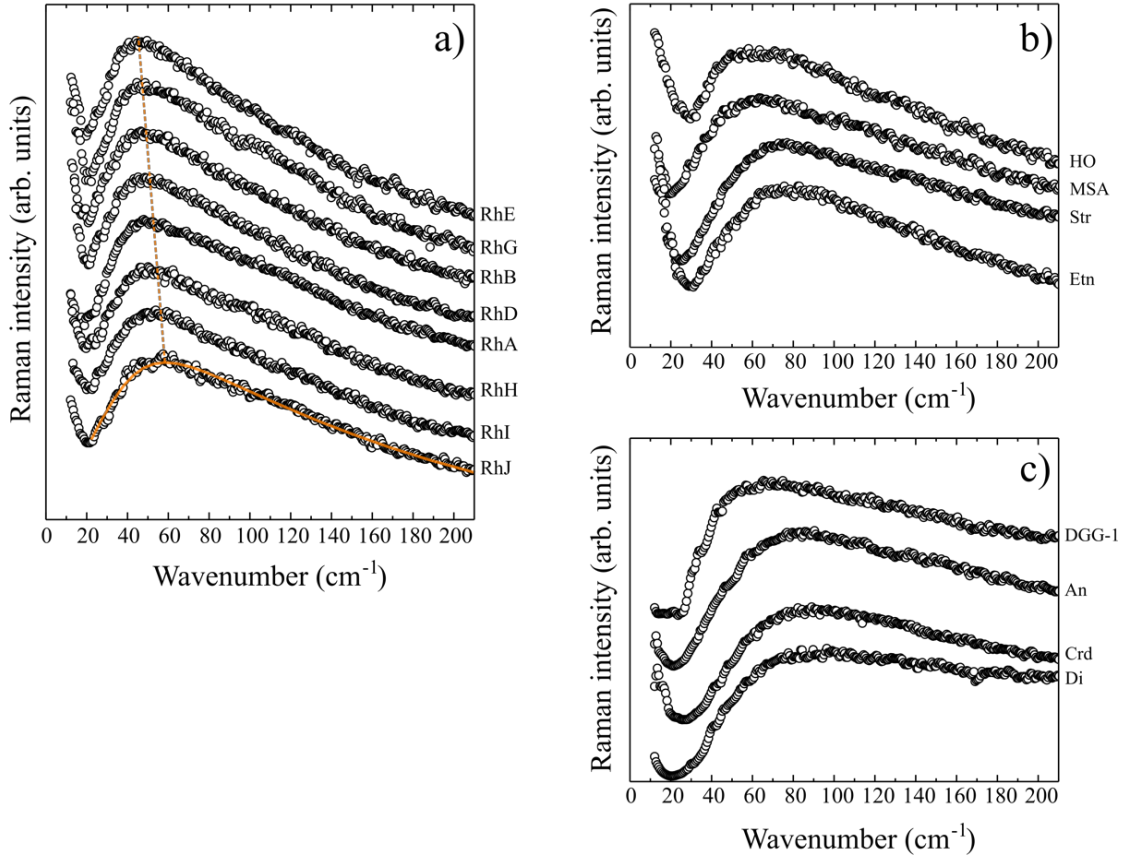 a)
Raman intensity (arb. units)
RhE
RhG
RhB
RhD
RhA
RhH
RhI
RhJ
0 20 40 60 80 100 120 140 160 180 200
Wavenumber (cm-1)
b)
Raman intensity (arb. units)
HO
MSA
Str
Etn
0 20 40 60 80 100 120 140 160 180 200
Wavenumber (cm-1)
c)
Raman intensity (arb. units)
DGG-1
An
Crd
Di
0 20 40 60 80 100 120 140 160 180 200
Wavenumber (cm-1)